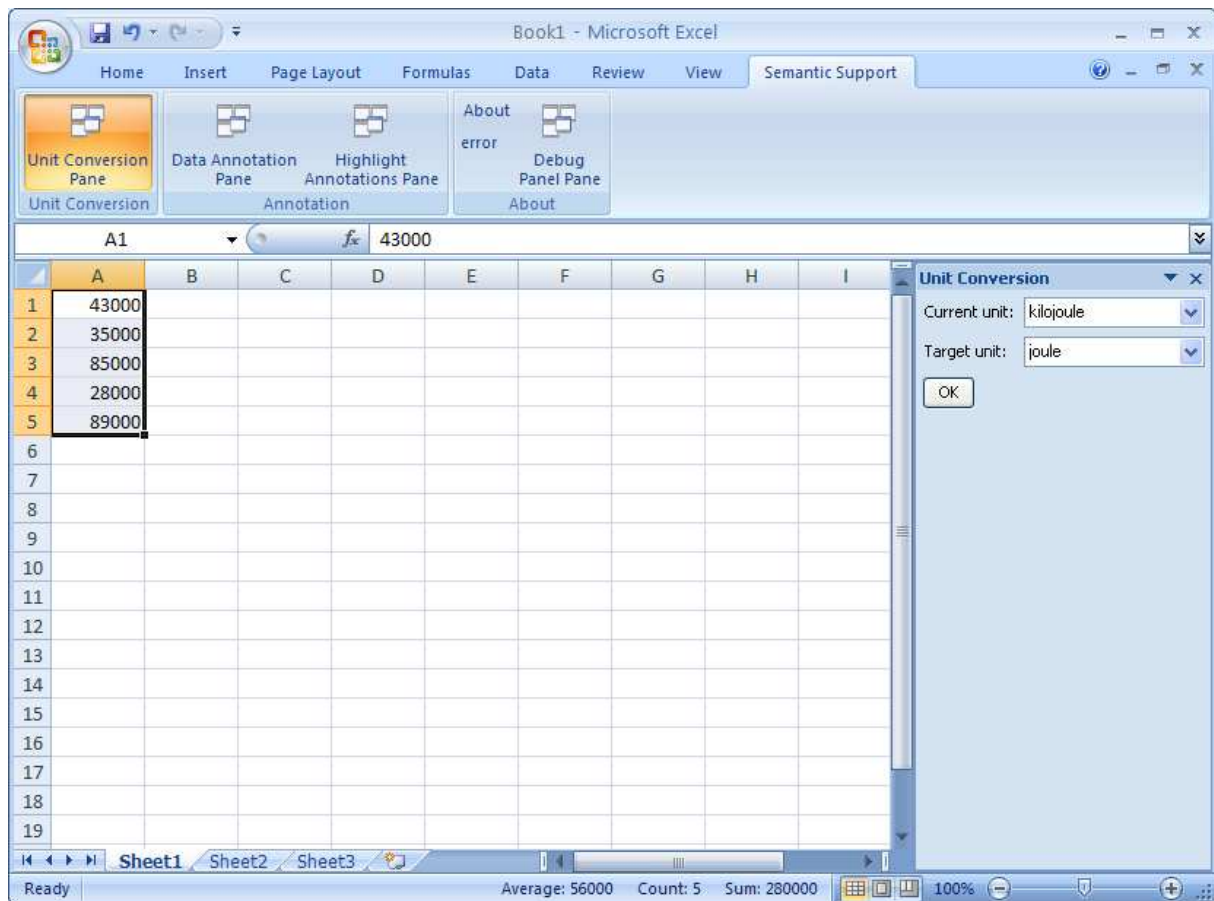 Book1 - Microsoft Excel
Home Insert Page Layout Formulas Data Review View Semantic Support
Unit Conversion Pane
Data Annotation Pane
Highlight Annotations Pane
About
error
Debug Panel Pane
Unit Conversion Annotation About
A1 fx 43000
A B C D E F G H I
Unit Conversion
Current unit: kilojoule
Target unit: joule
OK
1 43000
2 35000
3 85000
4 28000
5 89000
6
7
8
9
10
11
12
13
14
15
16
17
18
19
Sheet1 Sheet2 Sheet3
Ready Average: 56000 Count: 5 Sum: 280000 100%